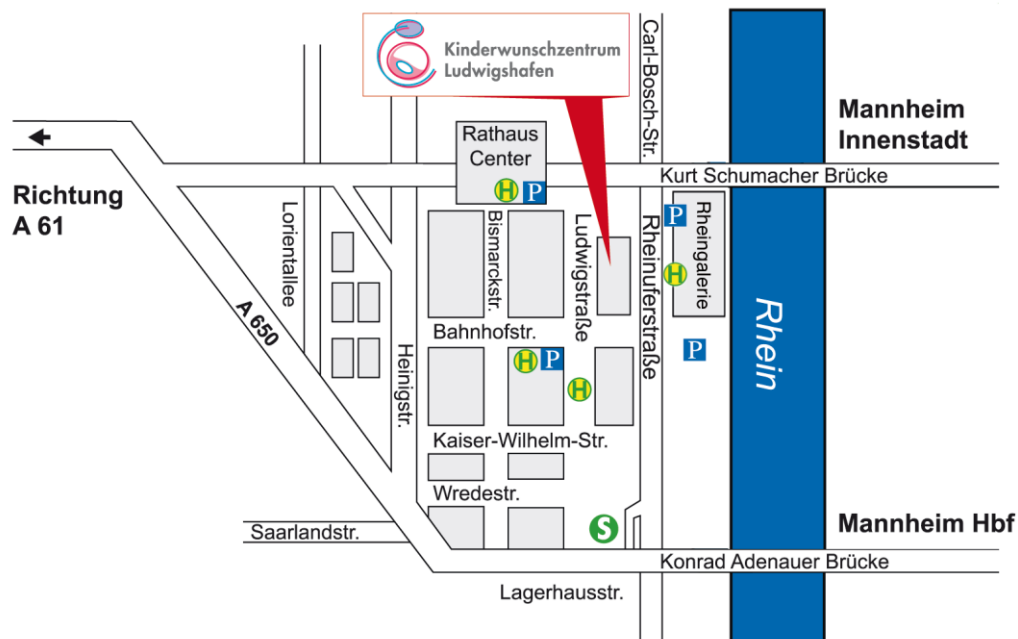 Kinderwunschzentrum
Ludwigshafen
Carl-Bosch-Str.
Mannheim
Innenstadt
Rathaus
Center
H
P
Kurt Schumacher Brücke
Richtung
A 61
Lorientallee
A 650
Heinigstr.
Bismarckstr.
Ludwigstraße
Rheinuferstraße
P
Rheingalerie
H
Rhein
Bahnhofstr.
H
P
H
P
Kaiser-Wilhelm-Str.
Wredestr.
Saarlandstr.
S
Mannheim Hbf
Konrad Adenauer Brücke
Lagerhausstr.